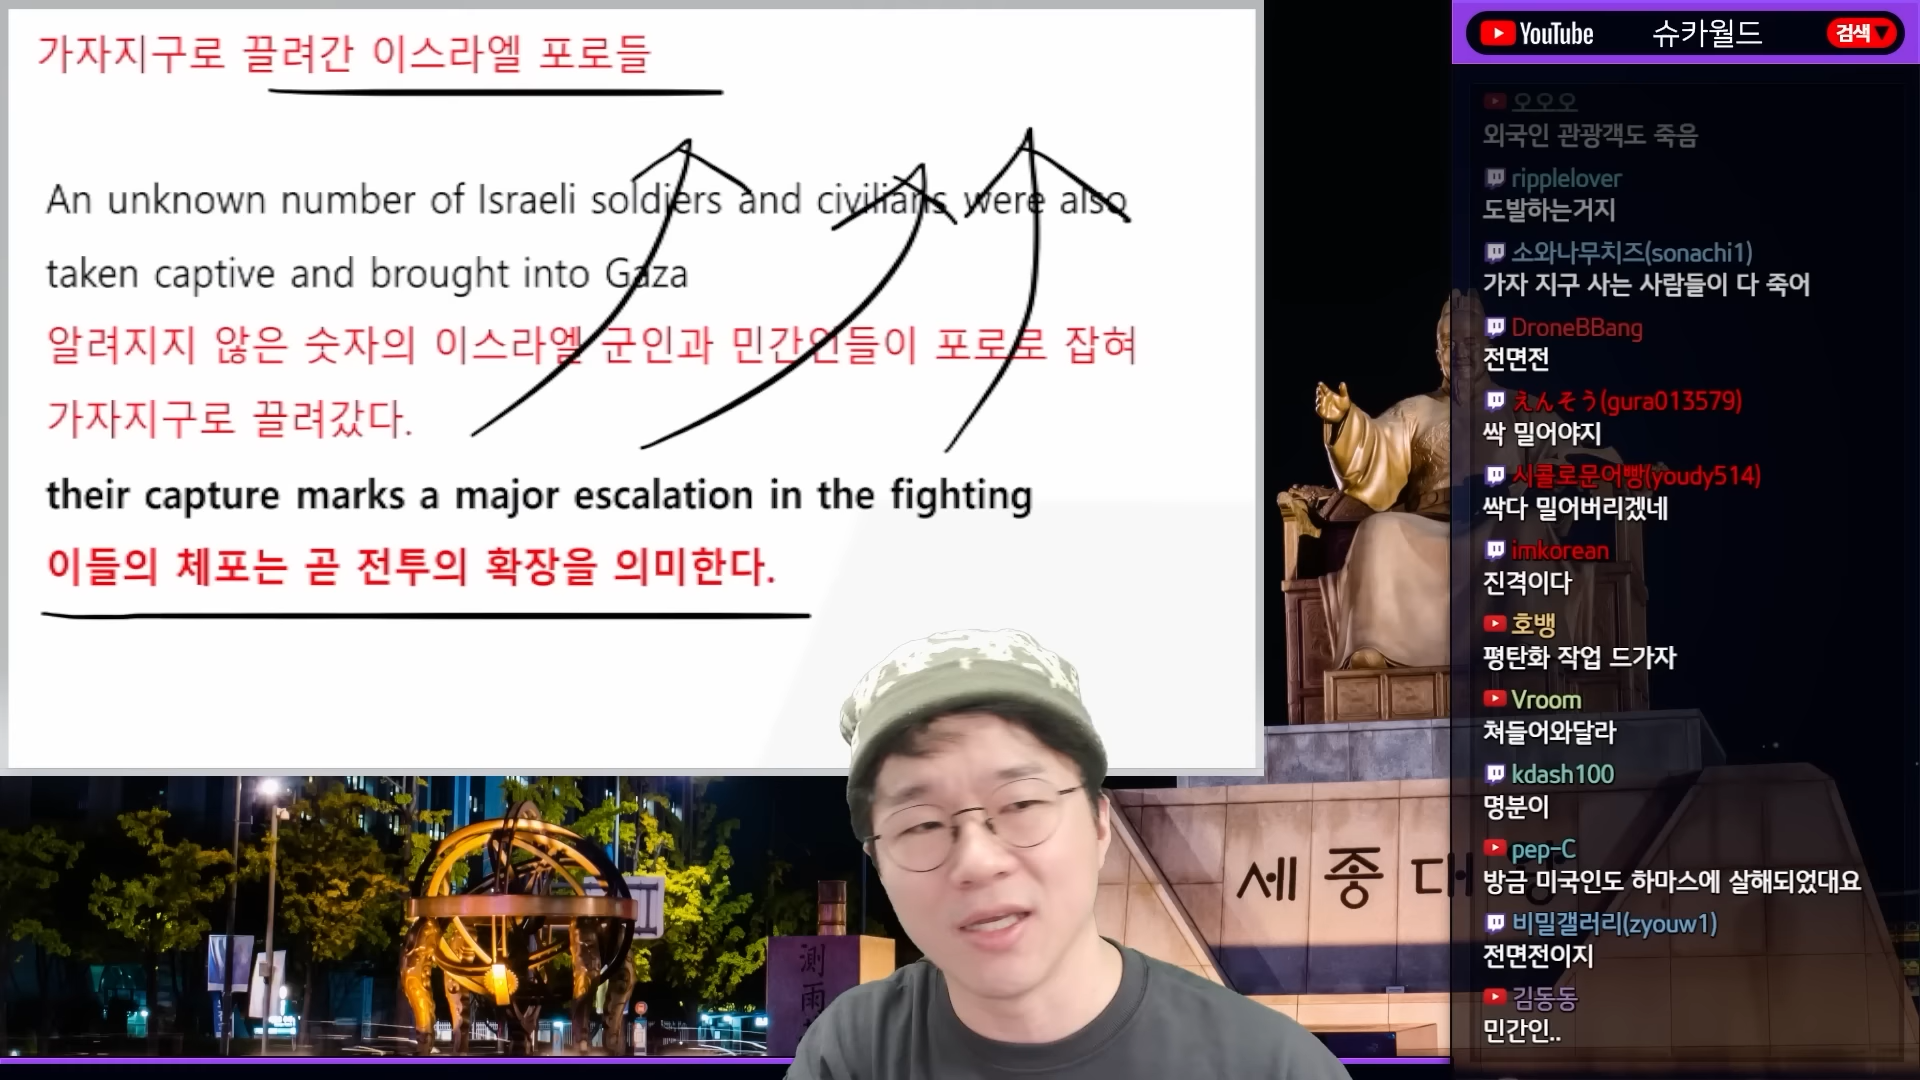 가자지구로 끌려간 이스라엘 포로들
An unknown number of Israeli soldiers and civilians were also
taken captive and brought into Gaza
알려지지 않은 숫자의 이스라엘 군인과 민간인들이 포로로 잡혀
가자지구로 끌려갔다.
their capture marks a major escalation in the fighting
이들의 체포는 곧 전투의 확장을 의미한다.
세종대
測
雨
YouTube 슈카월드 검색
오오오
외국인 관광객도 죽음
ripplelover
도발하는거지
소와나무치즈(sonachi1)
가자 지구 사는 사람들이 다 죽어
DroneBBang
전면전
えんそう(gura013579)
싹 밀어야지
시콜로문어빵(youdy514)
싹다 밀어버리겠네
imkorean
진격이다
호뱅
평탄화 작업 드가자
Vroom
쳐들어와달라
kdash100
명분이
pep-C
방금 미국인도 하마스에 살해되었대요
비밀갤러리(zyouw1)
전면전이지
김동동
민간인..